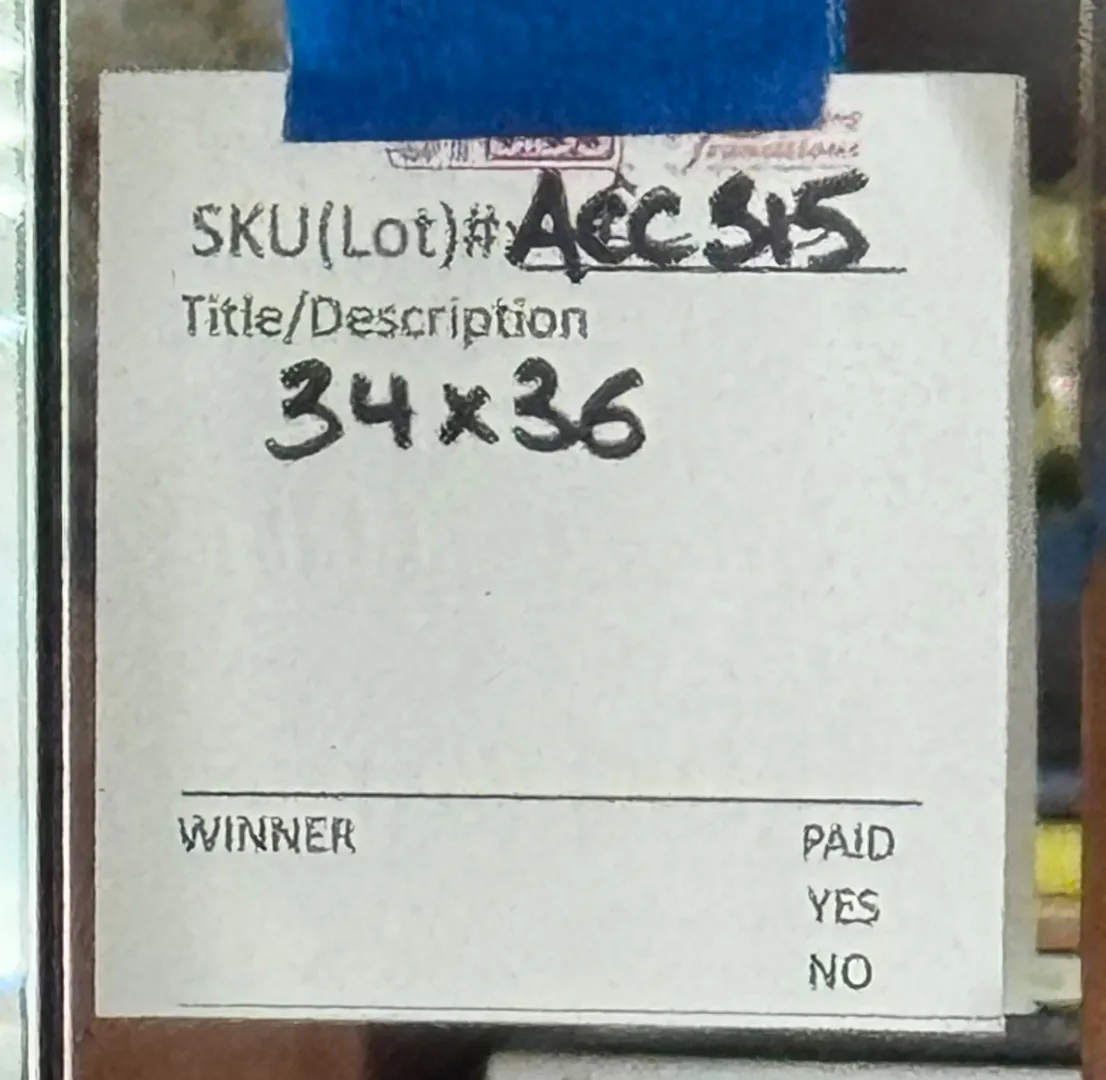 SKU(Lot)# ACC 315
Title/Description
34x36
WINNER PAID
YES
NO